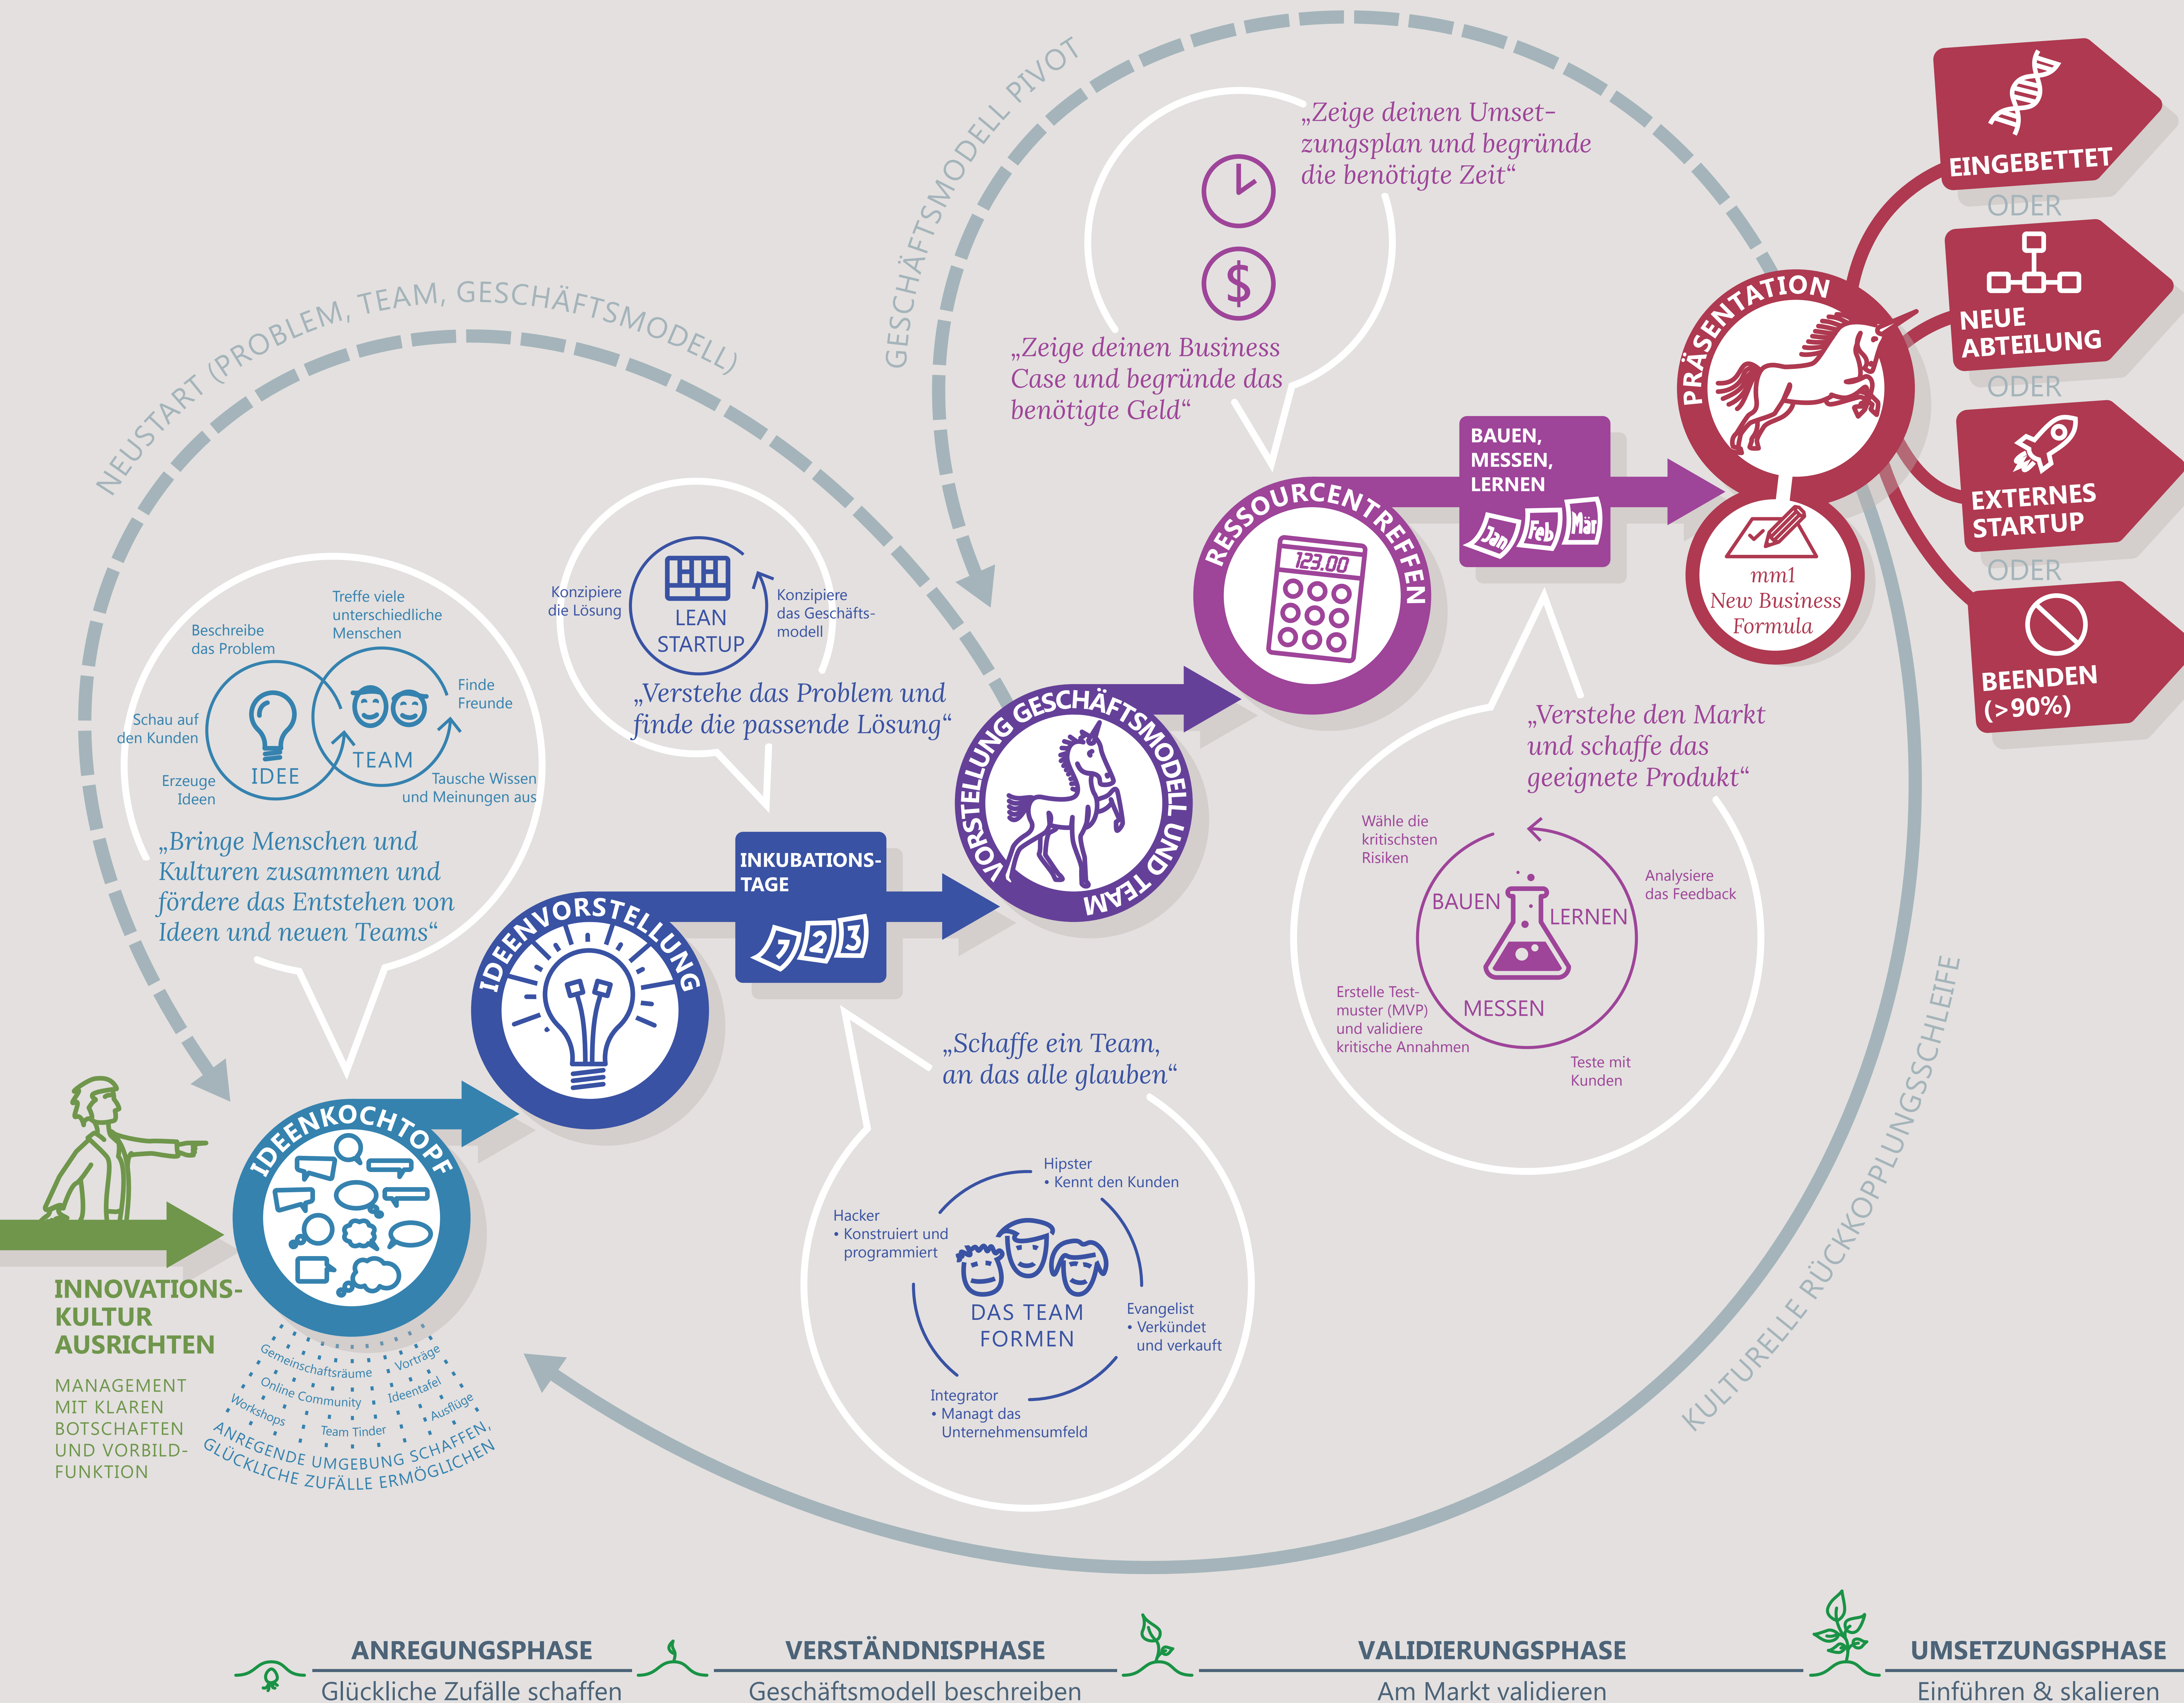 GESCHÄFTSMODELL PIVOT
NEUSTART (PROBLEM, TEAM, GESCHÄFTSMODELL)
„Zeige deinen Umset-
zungsplan und begründe
die benötigte Zeit“
$
„Zeige deinen Business
Case und begründe das
benötigte Geld“
EINGEBETTET
ODER
NEUE
ABTEILUNG
ODER
EXTERNES
STARTUP
ODER
BEENDEN
(>90%)
PRÄSENTATION
mm1
New Business
Formula
BAUEN,
MESSEN,
LERNEN
Jan
Feb
Mär
RESSOURCENTREFFEN
123.00
Treffe viele
unterschiedliche
Menschen
Beschreibe
das Problem
Finde
Freunde
Schau auf
den Kunden
IDEE
TEAM
Erzeuge
Ideen
Tausche Wissen
und Meinungen aus
„Bringe Menschen und
Kulturen zusammen und
fördere das Entstehen von
Ideen und neuen Teams“
Konzipiere
die Lösung
LEAN
STARTUP
Konzipiere
das Geschäfts-
modell
„Verstehe das Problem und
finde die passende Lösung“
VORSTELLUNG GESCHÄFTSMODELL UND TEAM
INKUBATIONS-
TAGE
1
2
3
IDEENVORSTELLUNG
„Verstehe den Markt
und schaffe das
geeignete Produkt“
Wähle die
kritischsten
Risiken
Analysiere
das Feedback
BAUEN
LERNEN
MESSEN
Erstelle Test-
muster (MVP)
und validiere
kritische Annahmen
Teste mit
Kunden
„Schaffe ein Team,
an das alle glauben“
Hipster
• Kennt den Kunden
Hacker
• Konstruiert und
programmiert
DAS TEAM
FORMEN
Evangelist
• Verkündet
und verkauft
Integrator
• Managt das
Unternehmensumfeld
KULTURELLE RÜCKKOPPLUNGSSCHLEIFE
IDEENKOCHTOPF
INNOVATIONS-
KULTUR
AUSRICHTEN
MANAGEMENT
MIT KLAREN
BOTSCHAFTEN
UND VORBILD-
FUNKTION
Gemeinschaftsräume
Vorträge
Online Community
Ideentafel
Workshops
Team Tinder
Ausflüge
ANREGENDE UMGEBUNG SCHAFFEN,
GLÜCKLICHE ZUFÄLLE ERMÖGLICHEN
ANREGUNGSPHASE
Glückliche Zufälle schaffen
VERSTÄNDNISPHASE
Geschäftsmodell beschreiben
VALIDIERUNGSPHASE
Am Markt validieren
UMSETZUNGSPHASE
Einführen & skalieren